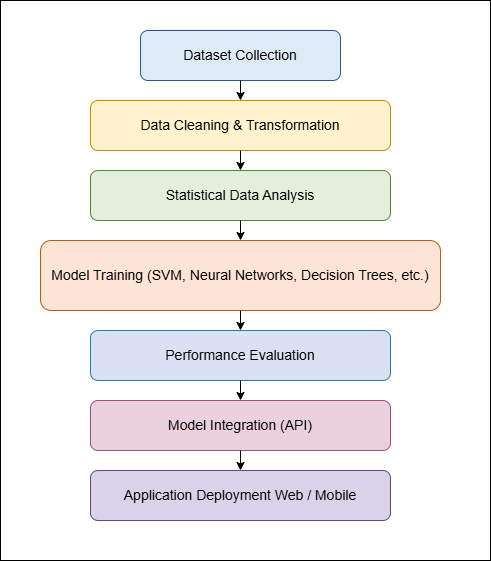 Dataset Collection
Data Cleaning & Transformation
Statistical Data Analysis
Model Training (SVM, Neural Networks, Decision Trees, etc.)
Performance Evaluation
Model Integration (API)
Application Deployment Web / Mobile